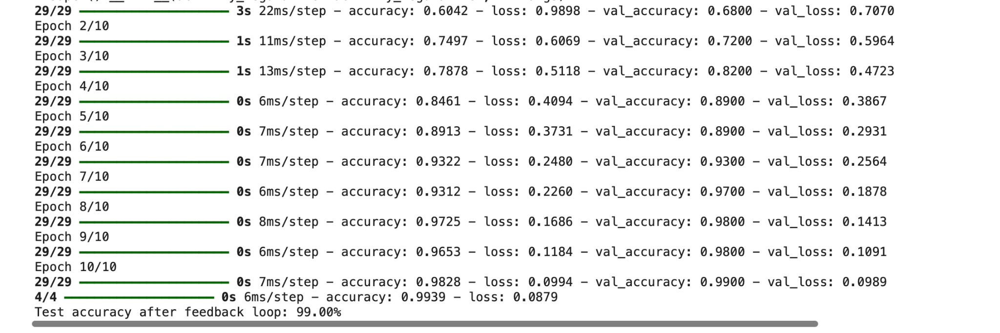 29/29 ━━━━━━━━━━━━━━━━━━━━ 3s 22ms/step - accuracy: 0.6042 - loss: 0.9898 - val_accuracy: 0.6800 - val_loss: 0.7070
Epoch 2/10
29/29 ━━━━━━━━━━━━━━━━━━━━ 1s 11ms/step - accuracy: 0.7497 - loss: 0.6069 - val_accuracy: 0.7200 - val_loss: 0.5964
Epoch 3/10
29/29 ━━━━━━━━━━━━━━━━━━━━ 1s 13ms/step - accuracy: 0.7878 - loss: 0.5118 - val_accuracy: 0.8200 - val_loss: 0.4723
Epoch 4/10
29/29 ━━━━━━━━━━━━━━━━━━━━ 0s 6ms/step - accuracy: 0.8461 - loss: 0.4094 - val_accuracy: 0.8900 - val_loss: 0.3867
Epoch 5/10
29/29 ━━━━━━━━━━━━━━━━━━━━ 0s 7ms/step - accuracy: 0.8913 - loss: 0.3731 - val_accuracy: 0.8900 - val_loss: 0.2931
Epoch 6/10
29/29 ━━━━━━━━━━━━━━━━━━━━ 0s 7ms/step - accuracy: 0.9322 - loss: 0.2480 - val_accuracy: 0.9300 - val_loss: 0.2564
Epoch 7/10
29/29 ━━━━━━━━━━━━━━━━━━━━ 0s 6ms/step - accuracy: 0.9312 - loss: 0.2260 - val_accuracy: 0.9700 - val_loss: 0.1878
Epoch 8/10
29/29 ━━━━━━━━━━━━━━━━━━━━ 0s 8ms/step - accuracy: 0.9725 - loss: 0.1686 - val_accuracy: 0.9800 - val_loss: 0.1413
Epoch 9/10
29/29 ━━━━━━━━━━━━━━━━━━━━ 0s 6ms/step - accuracy: 0.9653 - loss: 0.1184 - val_accuracy: 0.9800 - val_loss: 0.1091
Epoch 10/10
29/29 ━━━━━━━━━━━━━━━━━━━━ 0s 7ms/step - accuracy: 0.9828 - loss: 0.0994 - val_accuracy: 0.9900 - val_loss: 0.0989
4/4 ━━━━━━━━━━━━━━━━━━━━ 0s 6ms/step - accuracy: 0.9939 - loss: 0.0879
Test accuracy after feedback loop: 99.00%